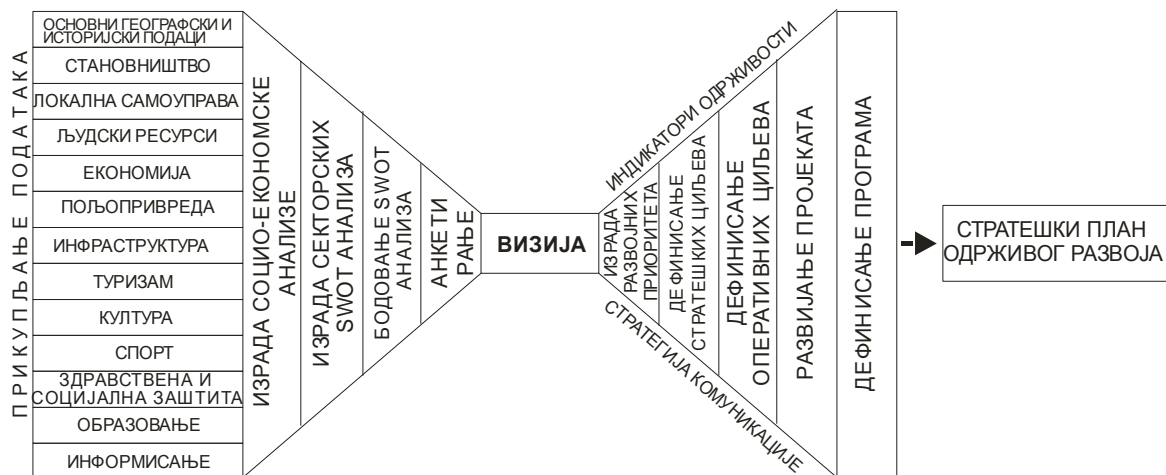 ПРИКУПЉАЊЕ ПОДАТАКА
ОСНОВНИ ГЕОГРАФСКИ И
ИСТОРИЈСКИ ПОДАЦИ
СТАНОВНИШТВО
ЛОКАЛНА САМОУПРАВА
ЉУДСКИ РЕСУРСИ
ЕКОНОМИЈА
ПОЉОПРИВРЕДА
ИНФРАСТРУКТУРА
ТУРИЗАМ
КУЛТУРА
СПОРТ
ЗДРАВСТВЕНА И
СОЦИЈАЛНА ЗАШТИТА
ОБРАЗОВАЊЕ
ИНФОРМИСАЊЕ
ИЗРАДА СОЦИО-ЕКОНОМСКЕ
АНАЛИЗЕ
ИЗРАДА СЕКТОРСКИХ
SWOT АНАЛИЗА
БОДОВАЊЕ SWOT
АНАЛИЗА
АНКЕТИ
РАЊЕ
ВИЗИЈА
ИНДИКАТОРИ ОДРЖИВОСТИ
ИЗРАДА
РАЗВОЈНИХ
ПРИОРИТЕТА
ДЕФИНИСАЊЕ
СТРАТЕШКИХ ЦИЉЕВА
ДЕФИНИСАЊЕ
ОПЕРАТИВНИХ ЦИЉЕВА
РАЗВИЈАЊЕ ПРОЈЕКАТА
ДЕФИНИСАЊЕ ПРОГРАМА
СТРАТЕГИЈА КОМУНИКАЦИЈЕ
СТРАТЕШКИ ПЛАН
ОДРЖИВОГ РАЗВОЈА